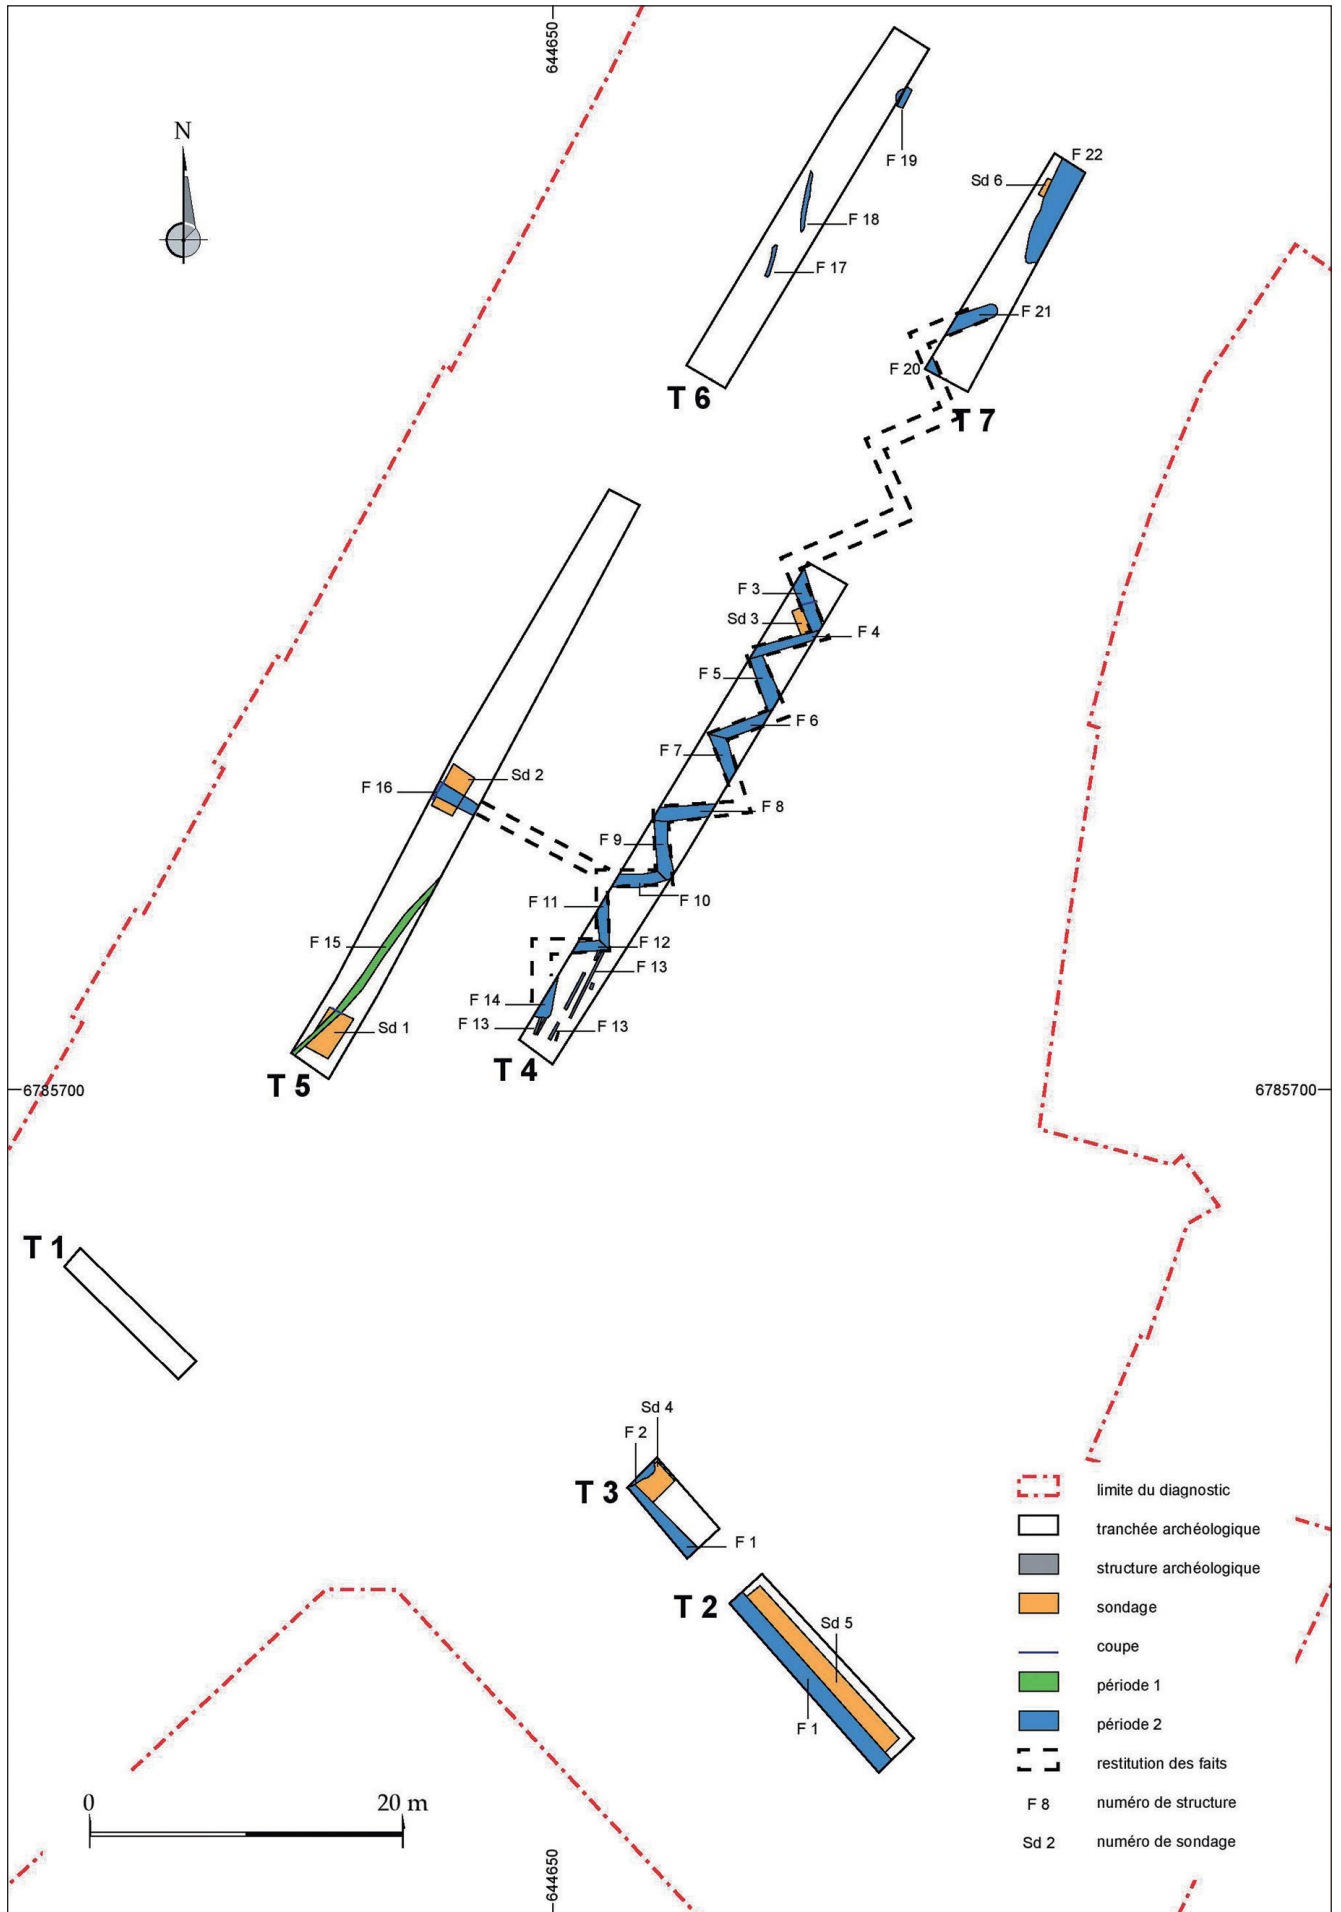 644650
N
F 19
F 22
Sd 6
F 18
F 17
F 21
F 20
T 6
T 7
F 3
Sd 3
F 4
F 5
F 6
F 7
Sd 2
F 16
F 8
F 9
F 10
F 11
F 15
F 12
F 13
F 14
F 13
F 13
Sd 1
T 4
T 5
6785700
6785700
T 1
Sd 4
F 2
T 3
F 1
T 2
Sd 5
F 1
limite du diagnostic
tranchée archéologique
structure archéologique
sondage
coupe
période 1
période 2
restitution des faits
F 8 numéro de structure
Sd 2 numéro de sondage
0 20 m
644650